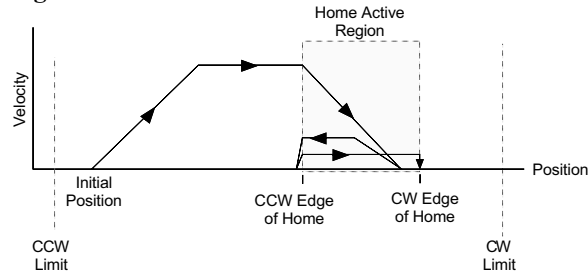 Home Active
Region
Velocity
Position
Initial
Position
CCW Edge
of Home
CW Edge
of Home
CCW
Limit
CW
Limit